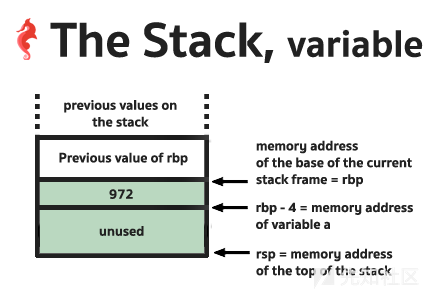 The Stack, variable
previous values on
the stack
Previous value of rbp
972
unused
memory address
of the base of the current
stack frame = rbp
rbp - 4 = memory address
of variable a
rsp = memory address
of the top of the stack
先知社区